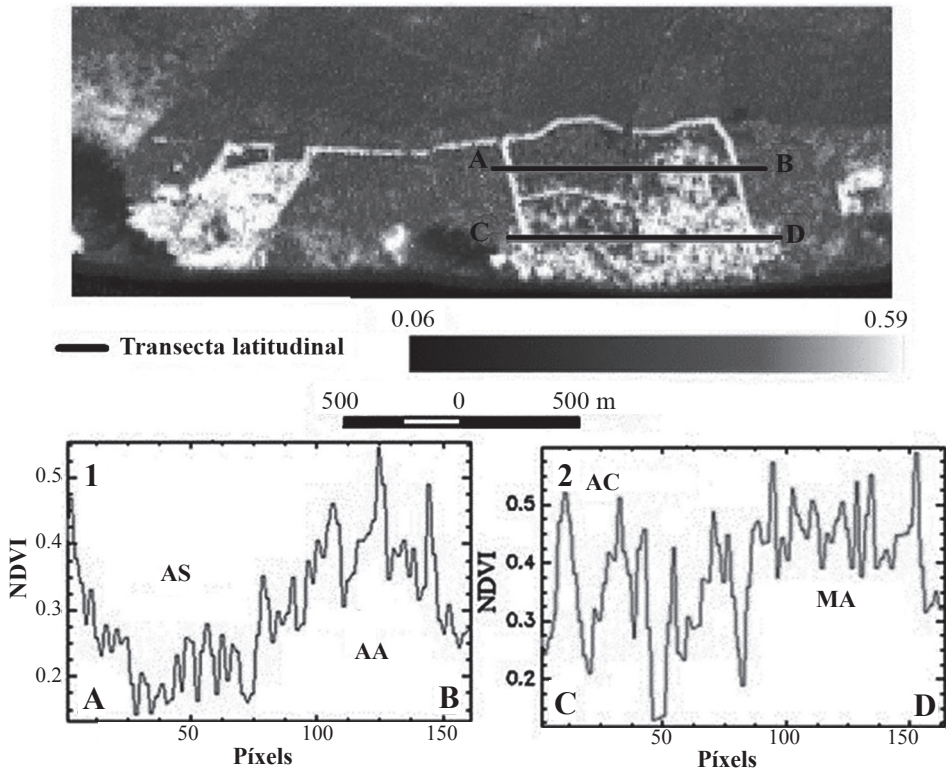 A B
C D
0.06 0.59
Transecta latitudinal
500 0 500 m
1
0.5
0.4
0.3
0.2
NDVI
AS
AA
A B
50 100 150
Píxels
2 AC
0.5
0.4
0.3
0.2
NDVI
MA
C D
50 100 150
Píxels